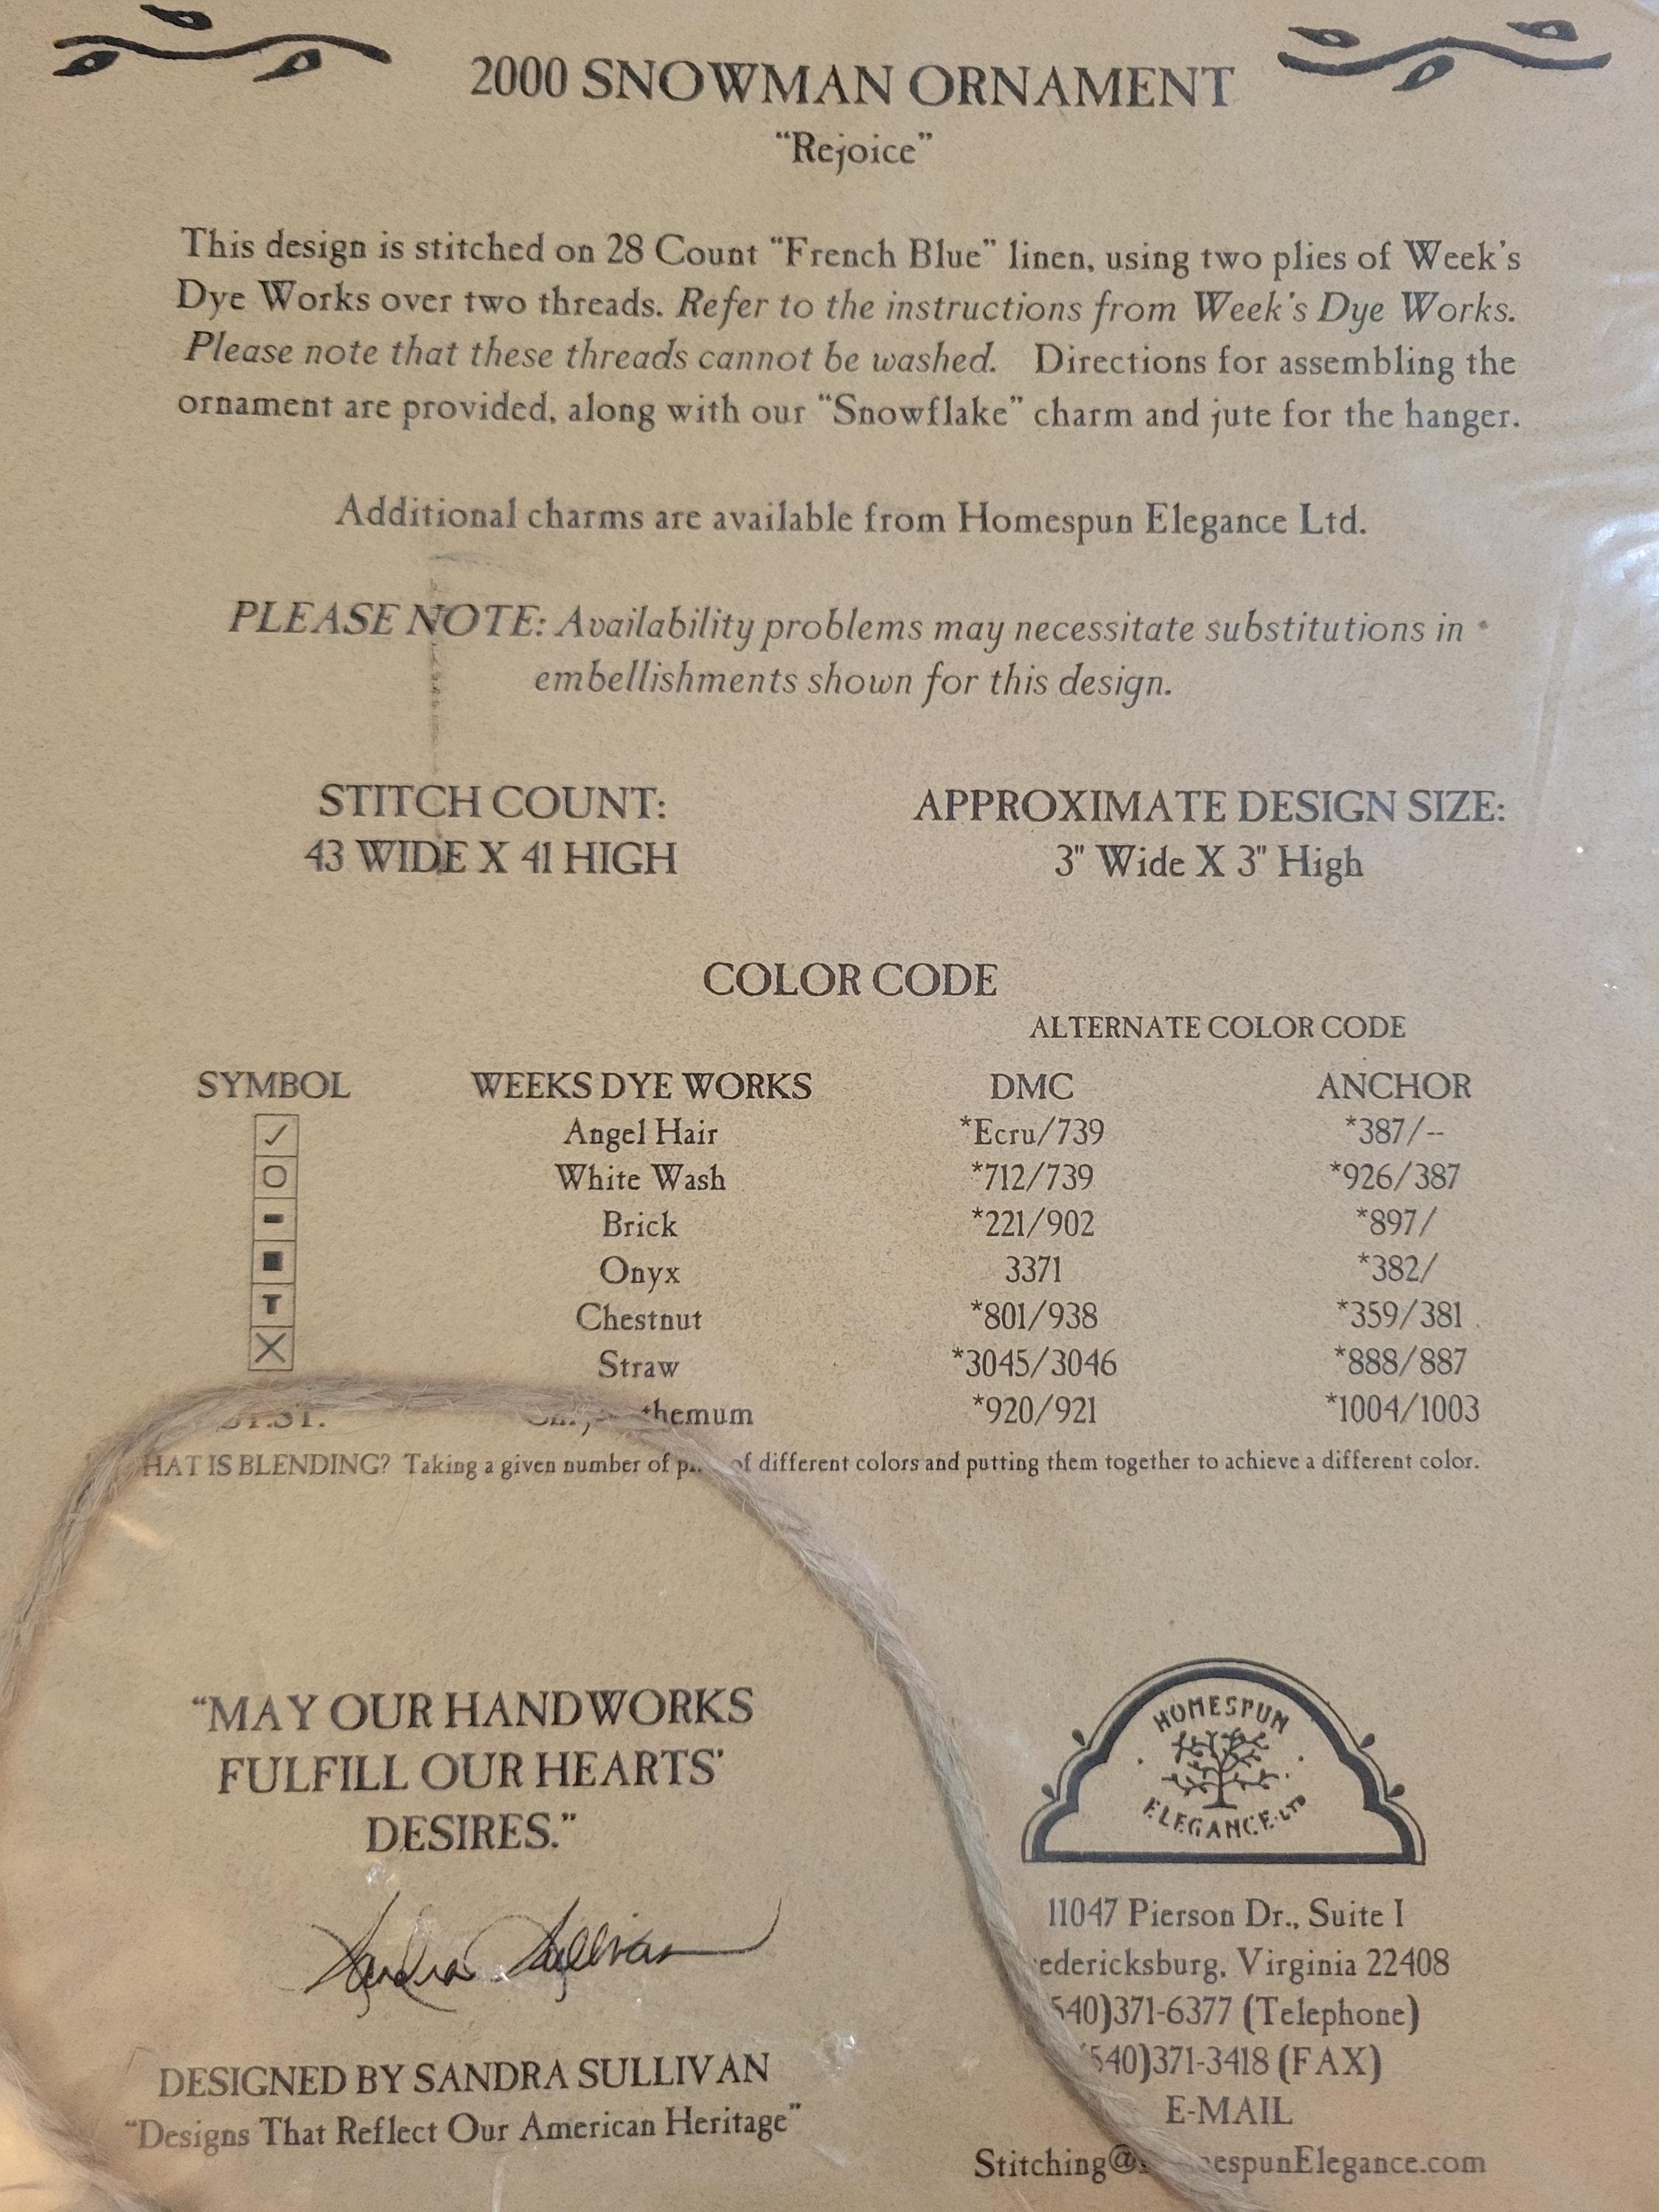 2000 SNOWMAN ORNAMENT
“Rejoice”
This design is stitched on 28 Count “French Blue” linen, using two plies of Week's
Dye Works over two threads. Refer to the instructions from Week's Dye Works.
Please note that these threads cannot be washed. Directions for assembling the
ornament are provided, along with our “Snowflake” charm and jute for the hanger.
Additional charms are available from Homespun Elegance Ltd.
PLEASE NOTE: Availability problems may necessitate substitutions in
embellishments shown for this design.
STITCH COUNT: APPROXIMATE DESIGN SIZE:
43 WIDE X 41 HIGH 3" Wide X 3" High
COLOR CODE
ALTERNATE COLOR CODE
SYMBOL WEEKS DYE WORKS DMC ANCHOR
✓ Angel Hair *Ecru/739 *387/--
O White Wash *712/739 *926/387
- Brick *221/902 *897/
■ Onyx 3371 *382/
T Chestnut *801/938 *359/381
X Straw *3045/3046 *888/887
*920/921 *1004/1003
IS BLENDING? Taking a given number of of different colors and putting them together to achieve a different color.
“MAY OUR HANDWORKS
FULFILL OUR HEARTS'
DESIRES.”
Sandra Sullivan
DESIGNED BY SANDRA SULLIVAN
“Designs That Reflect Our American Heritage”
HOMESPUN
ELEGANCE LTD
11047 Pierson Dr., Suite I
Virginia 22408
540)371-6377 (Telephone)
540)371-3418 (FAX)
E-MAIL